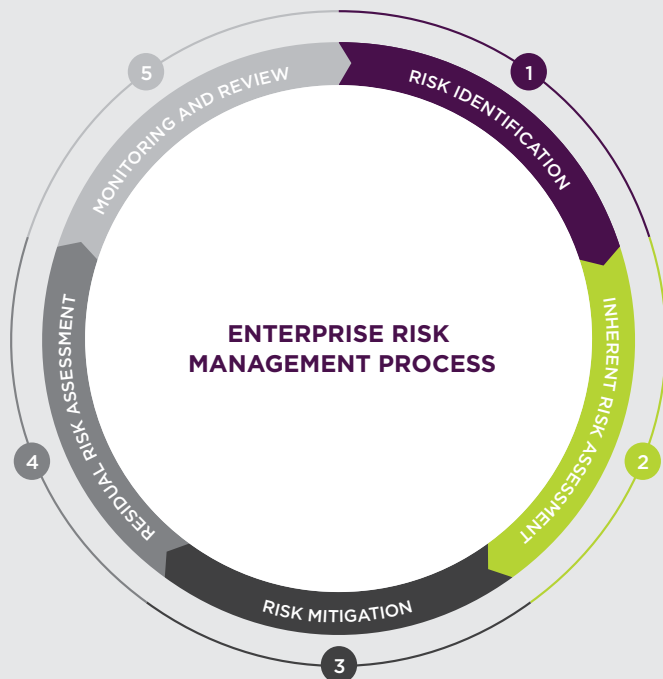 ENTERPRISE RISK
MANAGEMENT PROCESS
1
RISK IDENTIFICATION
2
INHERENT RISK ASSESSMENT
3
RISK MITIGATION
4
RESIDUAL RISK ASSESSMENT
5
MONITORING AND REVIEW